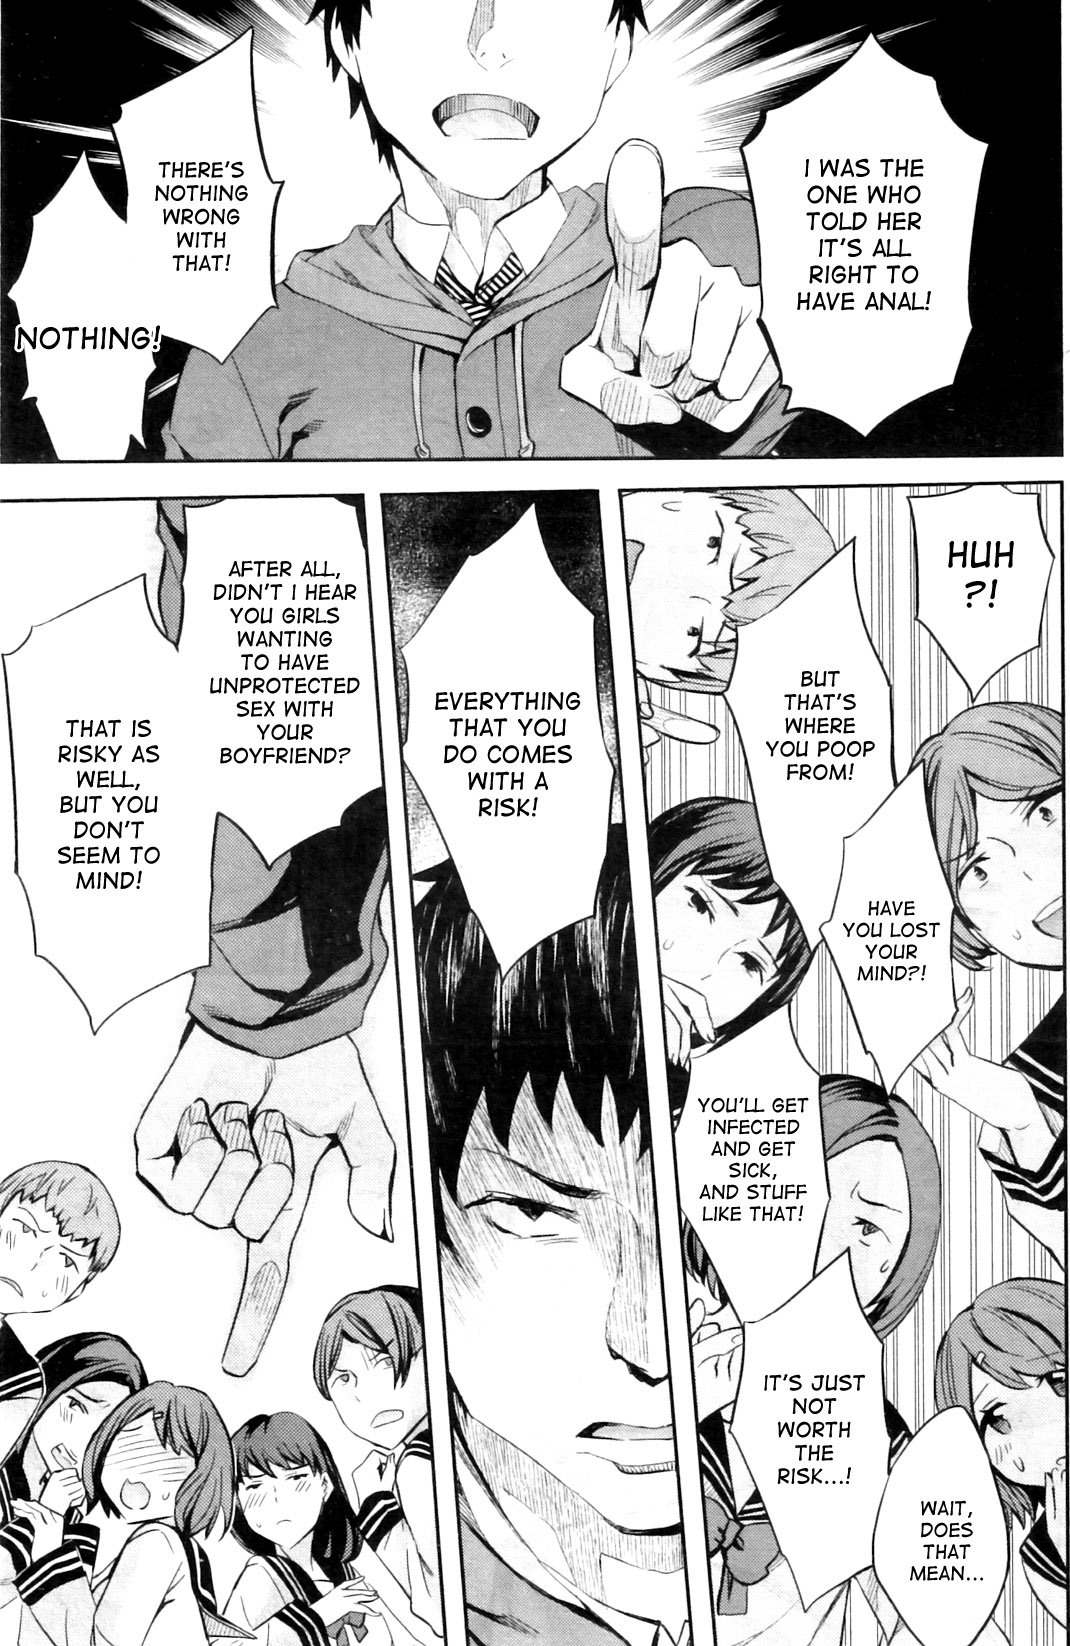 I WAS THE
ONE WHO
TOLD HER
IT'S ALL
RIGHT TO
HAVE ANAL!
THERE'S
NOTHING
WRONG
WITH
THAT!
NOTHING!
HUH
?!
BUT
THAT'S
WHERE
YOU POOP
FROM!
HAVE
YOU LOST
YOUR
MIND?!
YOU'LL GET
INFECTED
AND GET
SICK,
AND STUFF
LIKE THAT!
IT'S JUST
NOT
WORTH
THE
RISK...!
WAIT,
DOES
THAT
MEAN...
EVERYTHING
THAT YOU
DO COMES
WITH A
RISK!
AFTER ALL,
DIDN'T I HEAR
YOU GIRLS
WANTING
TO HAVE
UNPROTECTED
SEX WITH
YOUR
BOYFRIEND?
THAT IS
RISKY AS
WELL,
BUT YOU
DON'T
SEEM TO
MIND!